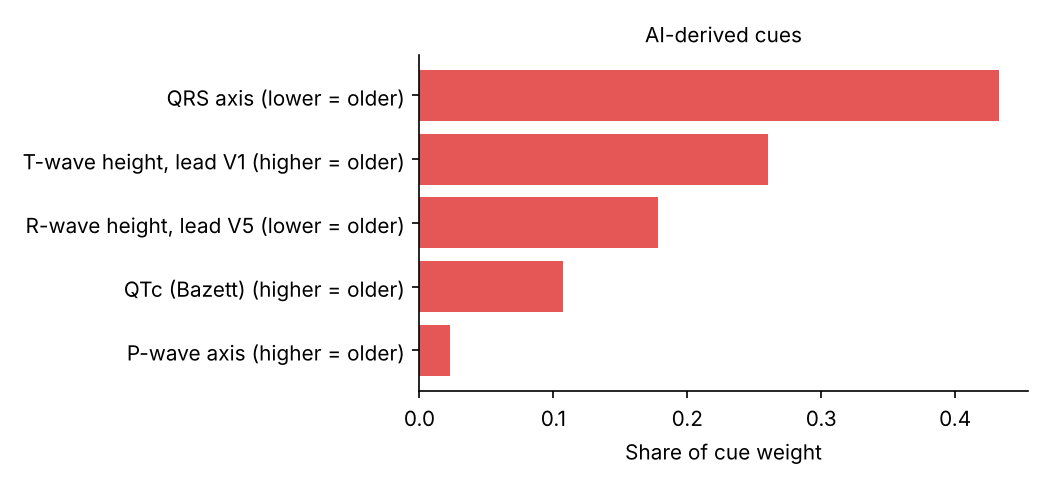 AI-derived cues
QRS axis (lower = older)
T-wave height, lead V1 (higher = older)
R-wave height, lead V5 (lower = older)
QTc (Bazett) (higher = older)
P-wave axis (higher = older)
0.0 0.1 0.2 0.3 0.4
Share of cue weight